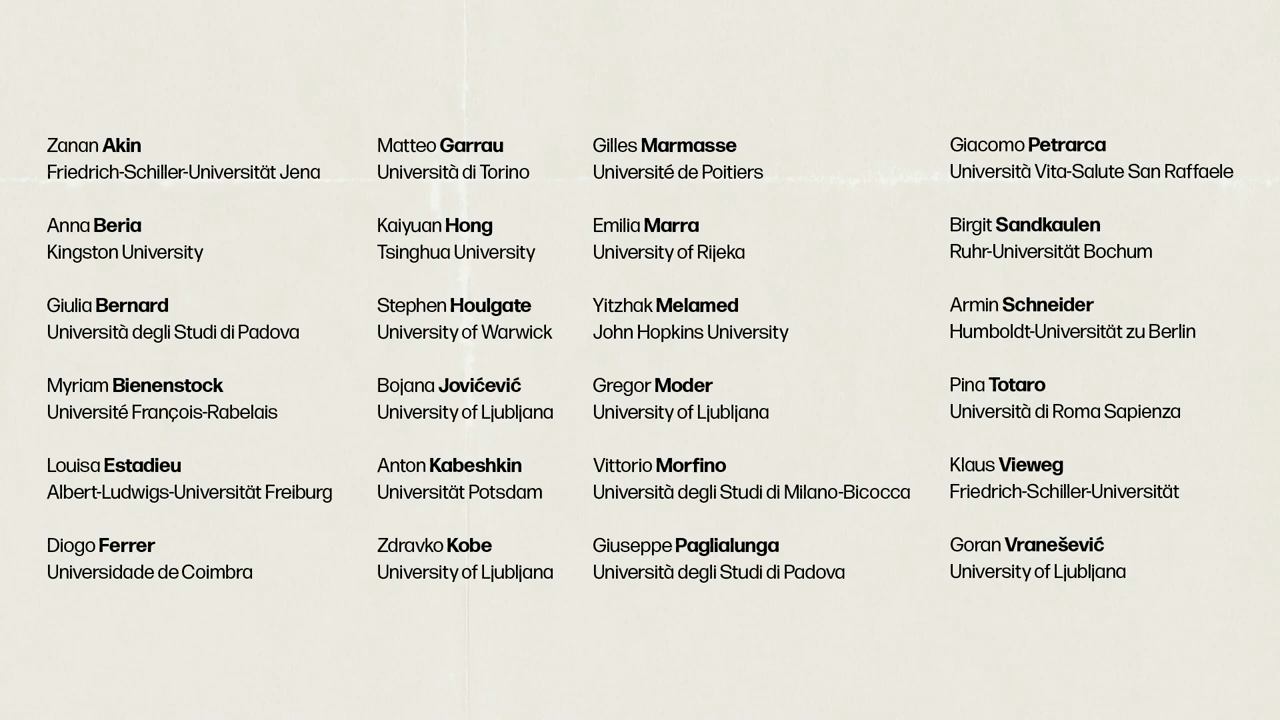 Zanan Akin
Friedrich-Schiller-Universität Jena
Anna Beria
Kingston University
Giulia Bernard
Università degli Studi di Padova
Myriam Bienenstock
Université François-Rabelais
Louisa Estadieu
Albert-Ludwigs-Universität Freiburg
Diogo Ferrer
Universidade de Coimbra
Matteo Garrau
Università di Torino
Kaiyuan Hong
Tsinghua University
Stephen Houlgate
University of Warwick
Bojana Jovićević
University of Ljubljana
Anton Kabeshkin
Universität Potsdam
Zdravko Kobe
University of Ljubljana
Gilles Marmasse
Université de Poitiers
Emilia Marra
University of Rijeka
Yitzhak Melamed
John Hopkins University
Gregor Moder
University of Ljubljana
Vittorio Morfino
Università degli Studi di Milano-Bicocca
Giuseppe Paglialunga
Università degli Studi di Padova
Giacomo Petrarca
Università Vita-Salute San Raffaele
Birgit Sandkaulen
Ruhr-Universität Bochum
Armin Schneider
Humboldt-Universität zu Berlin
Pina Totaro
Università di Roma Sapienza
Klaus Vieweg
Friedrich-Schiller-Universität
Goran Vranešević
University of Ljubljana